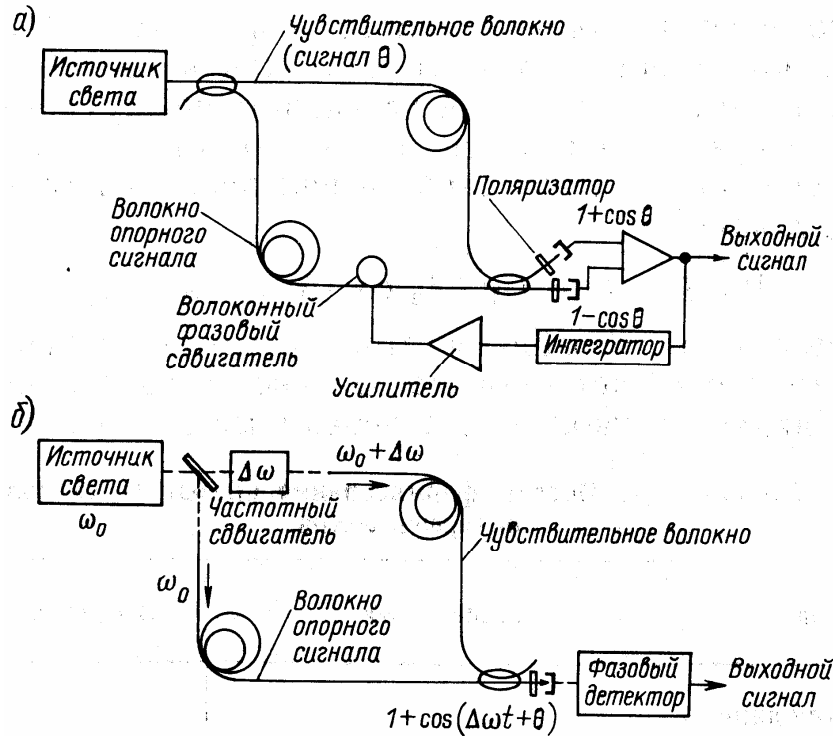 а)
Источник
света
Чувствительное волокно
(сигнал θ)
Поляризатор
1+cosθ
Волокно
опорного
сигнала
Выходной
сигнал
Волоконный
фазовый
сдвигатель
1-cosθ
Интегратор
Усилитель
б)
Источник
света
ω₀
Δω
ω₀+Δω
Частотный
сдвигатель
Чувствительное волокно
ω₀
Волокно
опорного
сигнала
Фазовый
детектор
Выходной
сигнал
1+cos(Δωt+θ)